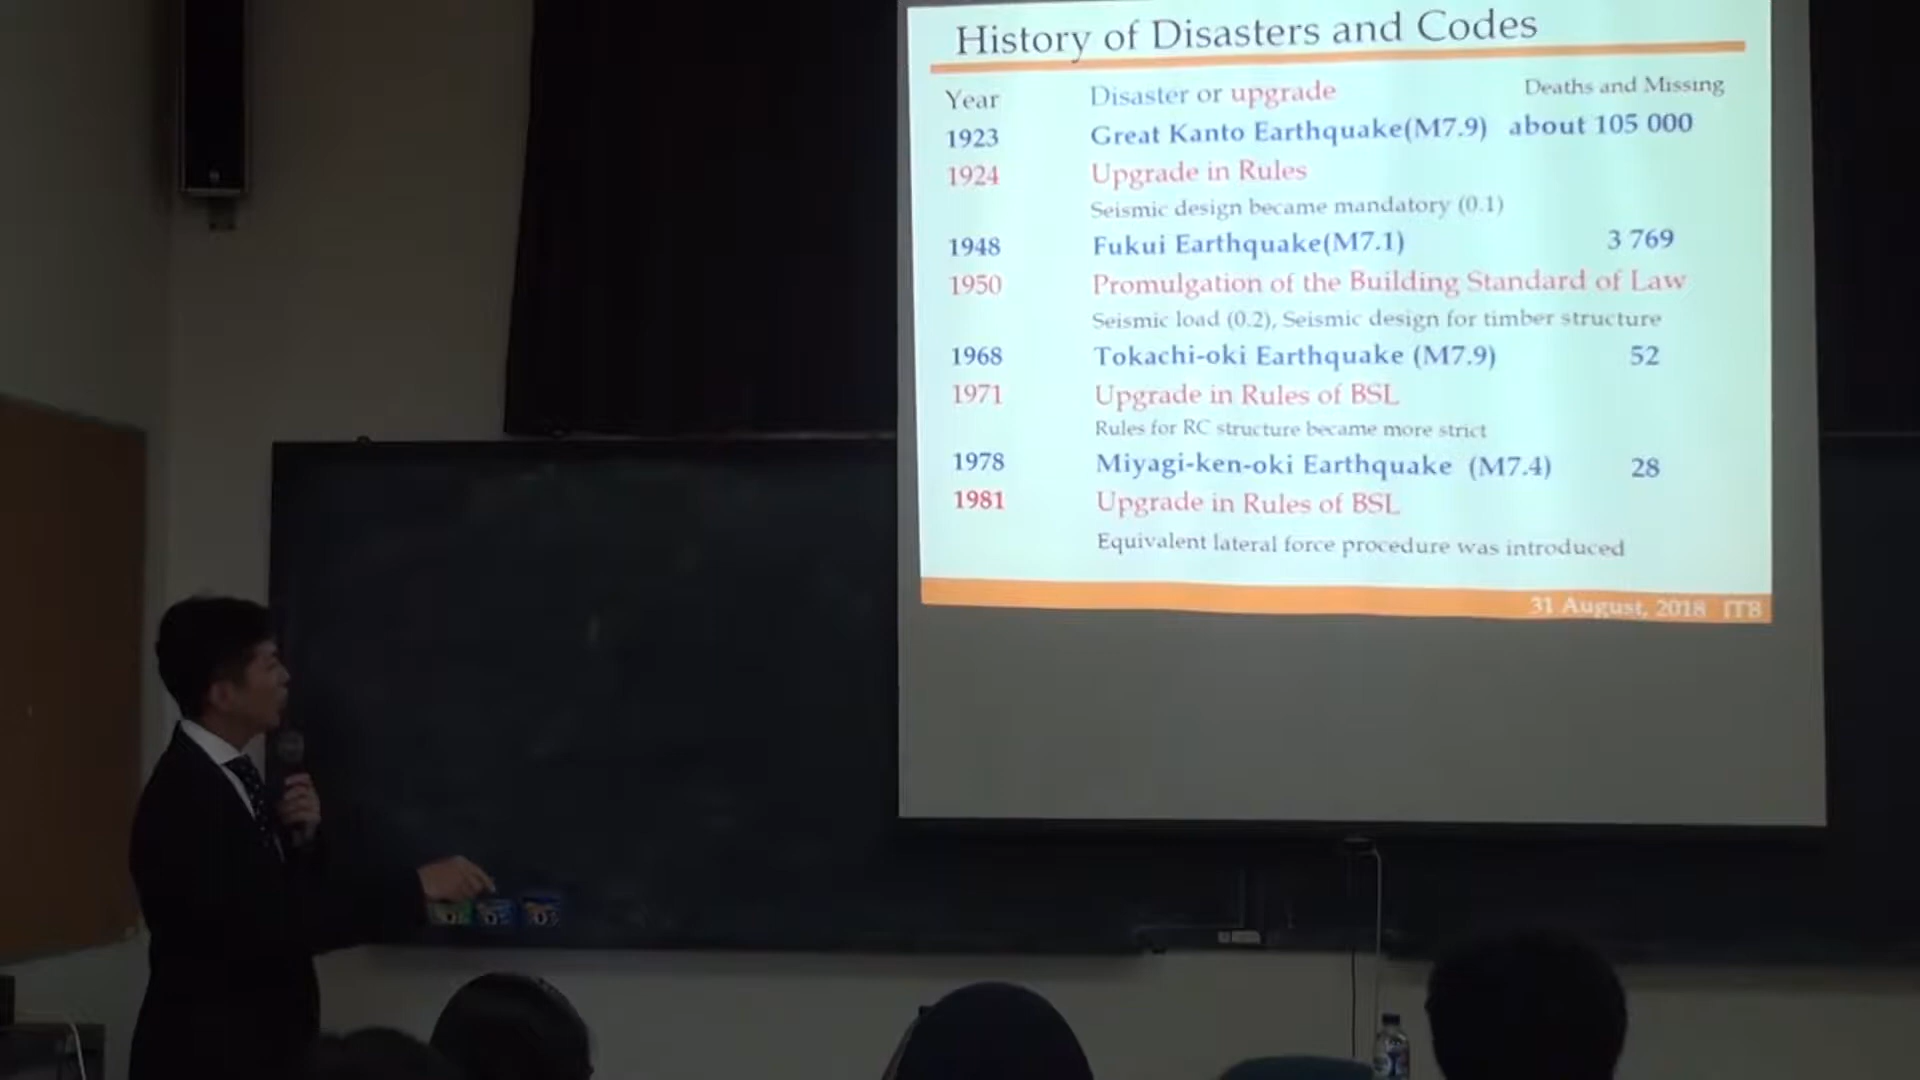 History of Disasters and Codes
Year Disaster or upgrade Deaths and Missing
1923 Great Kanto Earthquake(M7.9) about 105 000
1924 Upgrade in Rules
Seismic design became mandatory (0.1)
1948 Fukui Earthquake(M7.1) 3 769
1950 Promulgation of the Building Standard of Law
Seismic load (0.2), Seismic design for timber structure
1968 Tokachi-oki Earthquake (M7.9) 52
1971 Upgrade in Rules of BSL
Rules for RC structure became more strict
1978 Miyagi-ken-oki Earthquake (M7.4) 28
1981 Upgrade in Rules of BSL
Equivalent lateral force procedure was introduced
31 August, 2018 ITB